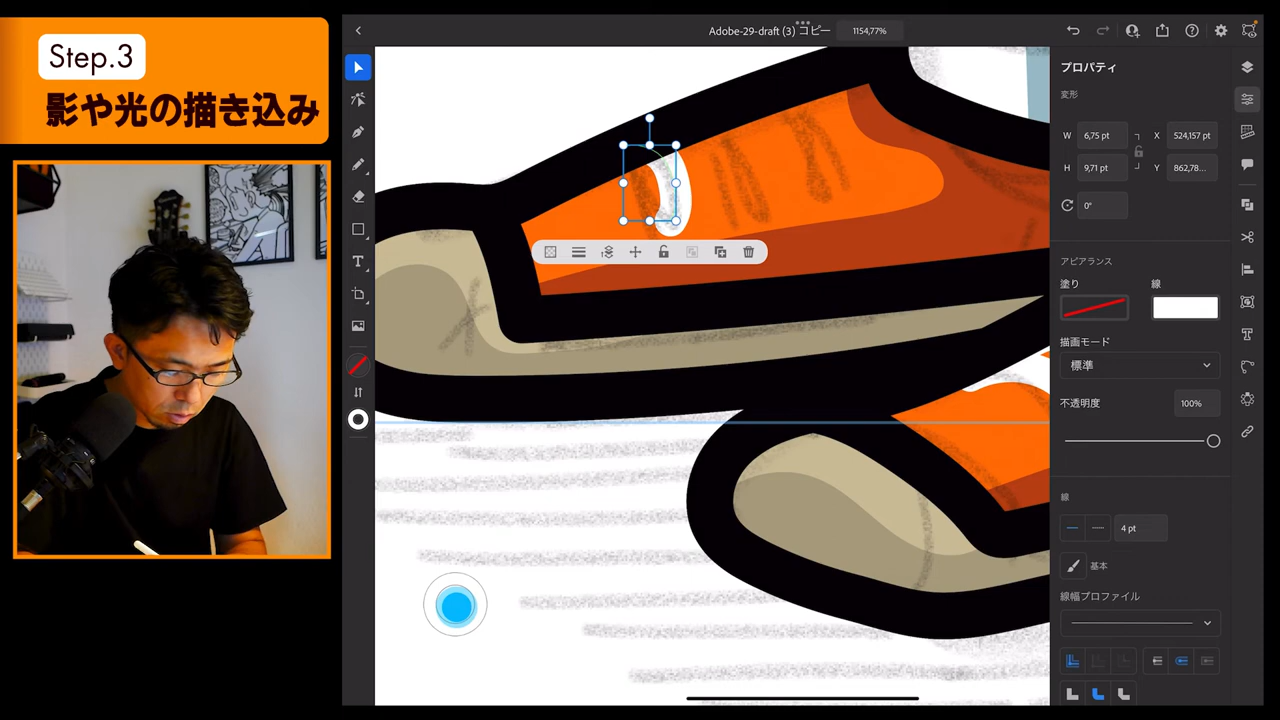 Step.3
影や光の描き込み
Adobe-29-draft (3) コピー
1154,77%
プロパティ
変形
W 6,75 pt
X 524,157 pt
H 9,71 pt
Y 862,78...
0°
アピアランス
塗り
線
描画モード
標準
不透明度
100%
線
4 pt
基本
線幅プロファイル